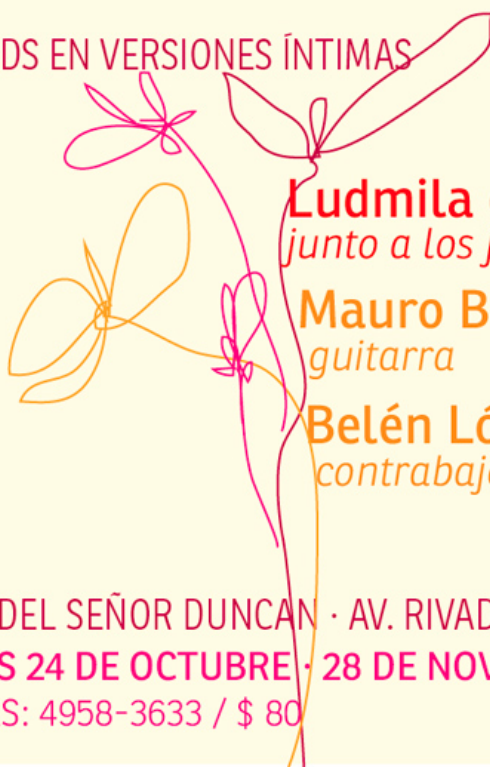 DS EN VERSIONES ÍNTIMAS
Ludmila
junto a los j
Mauro B
guitarra
Belén Ló
contrabajo
DEL SEÑOR DUNCAN · AV. RIVAD
S 24 DE OCTUBRE · 28 DE NOV
S: 4958-3633 / $ 80